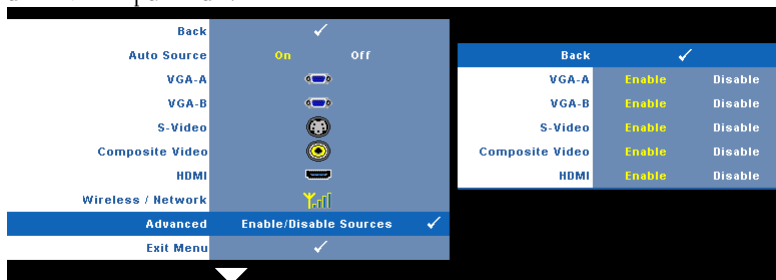 Back
Auto Source On Off
VGA-A
VGA-B
S-Video
Composite Video
HDMI
Wireless / Network
Advanced Enable/Disable Sources
Exit Menu
Back
VGA-A Enable Disable
VGA-B Enable Disable
S-Video Enable Disable
Composite Video Enable Disable
HDMI Enable Disable